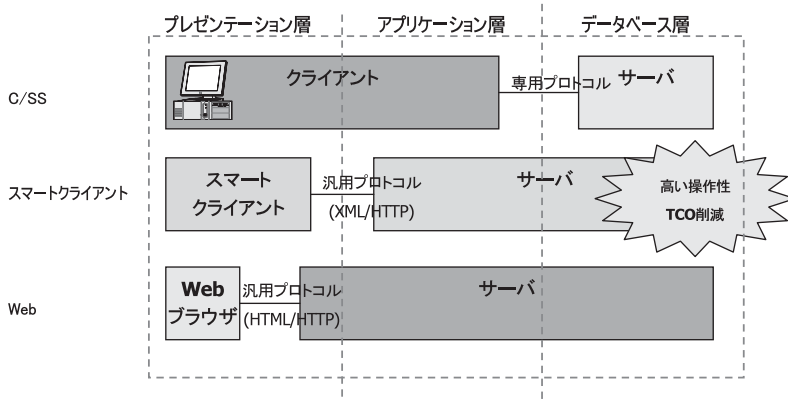 プレゼンテーション層
アプリケーション層
データベース層
C/SS
クライアント
専用プロトコル
サーバ
スマートクライアント
スマート
クライアント
汎用プロトコル
(XML/HTTP)
サーバ
高い操作性
TCO削減
Web
Web
ブラウザ
汎用プロトコル
(HTML/HTTP)
サーバ